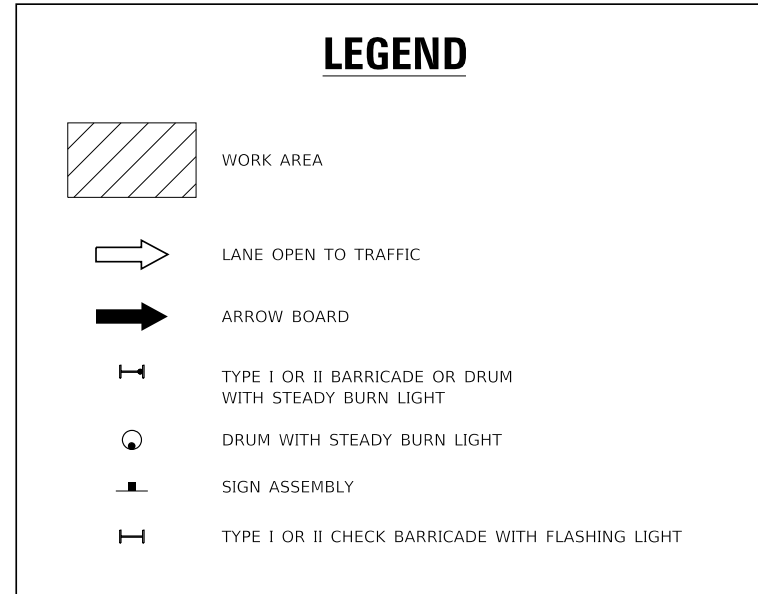 LEGEND
WORK AREA
LANE OPEN TO TRAFFIC
ARROW BOARD
TYPE I OR II BARRICADE OR DRUM
WITH STEADY BURN LIGHT
DRUM WITH STEADY BURN LIGHT
SIGN ASSEMBLY
TYPE I OR II CHECK BARRICADE WITH FLASHING LIGHT